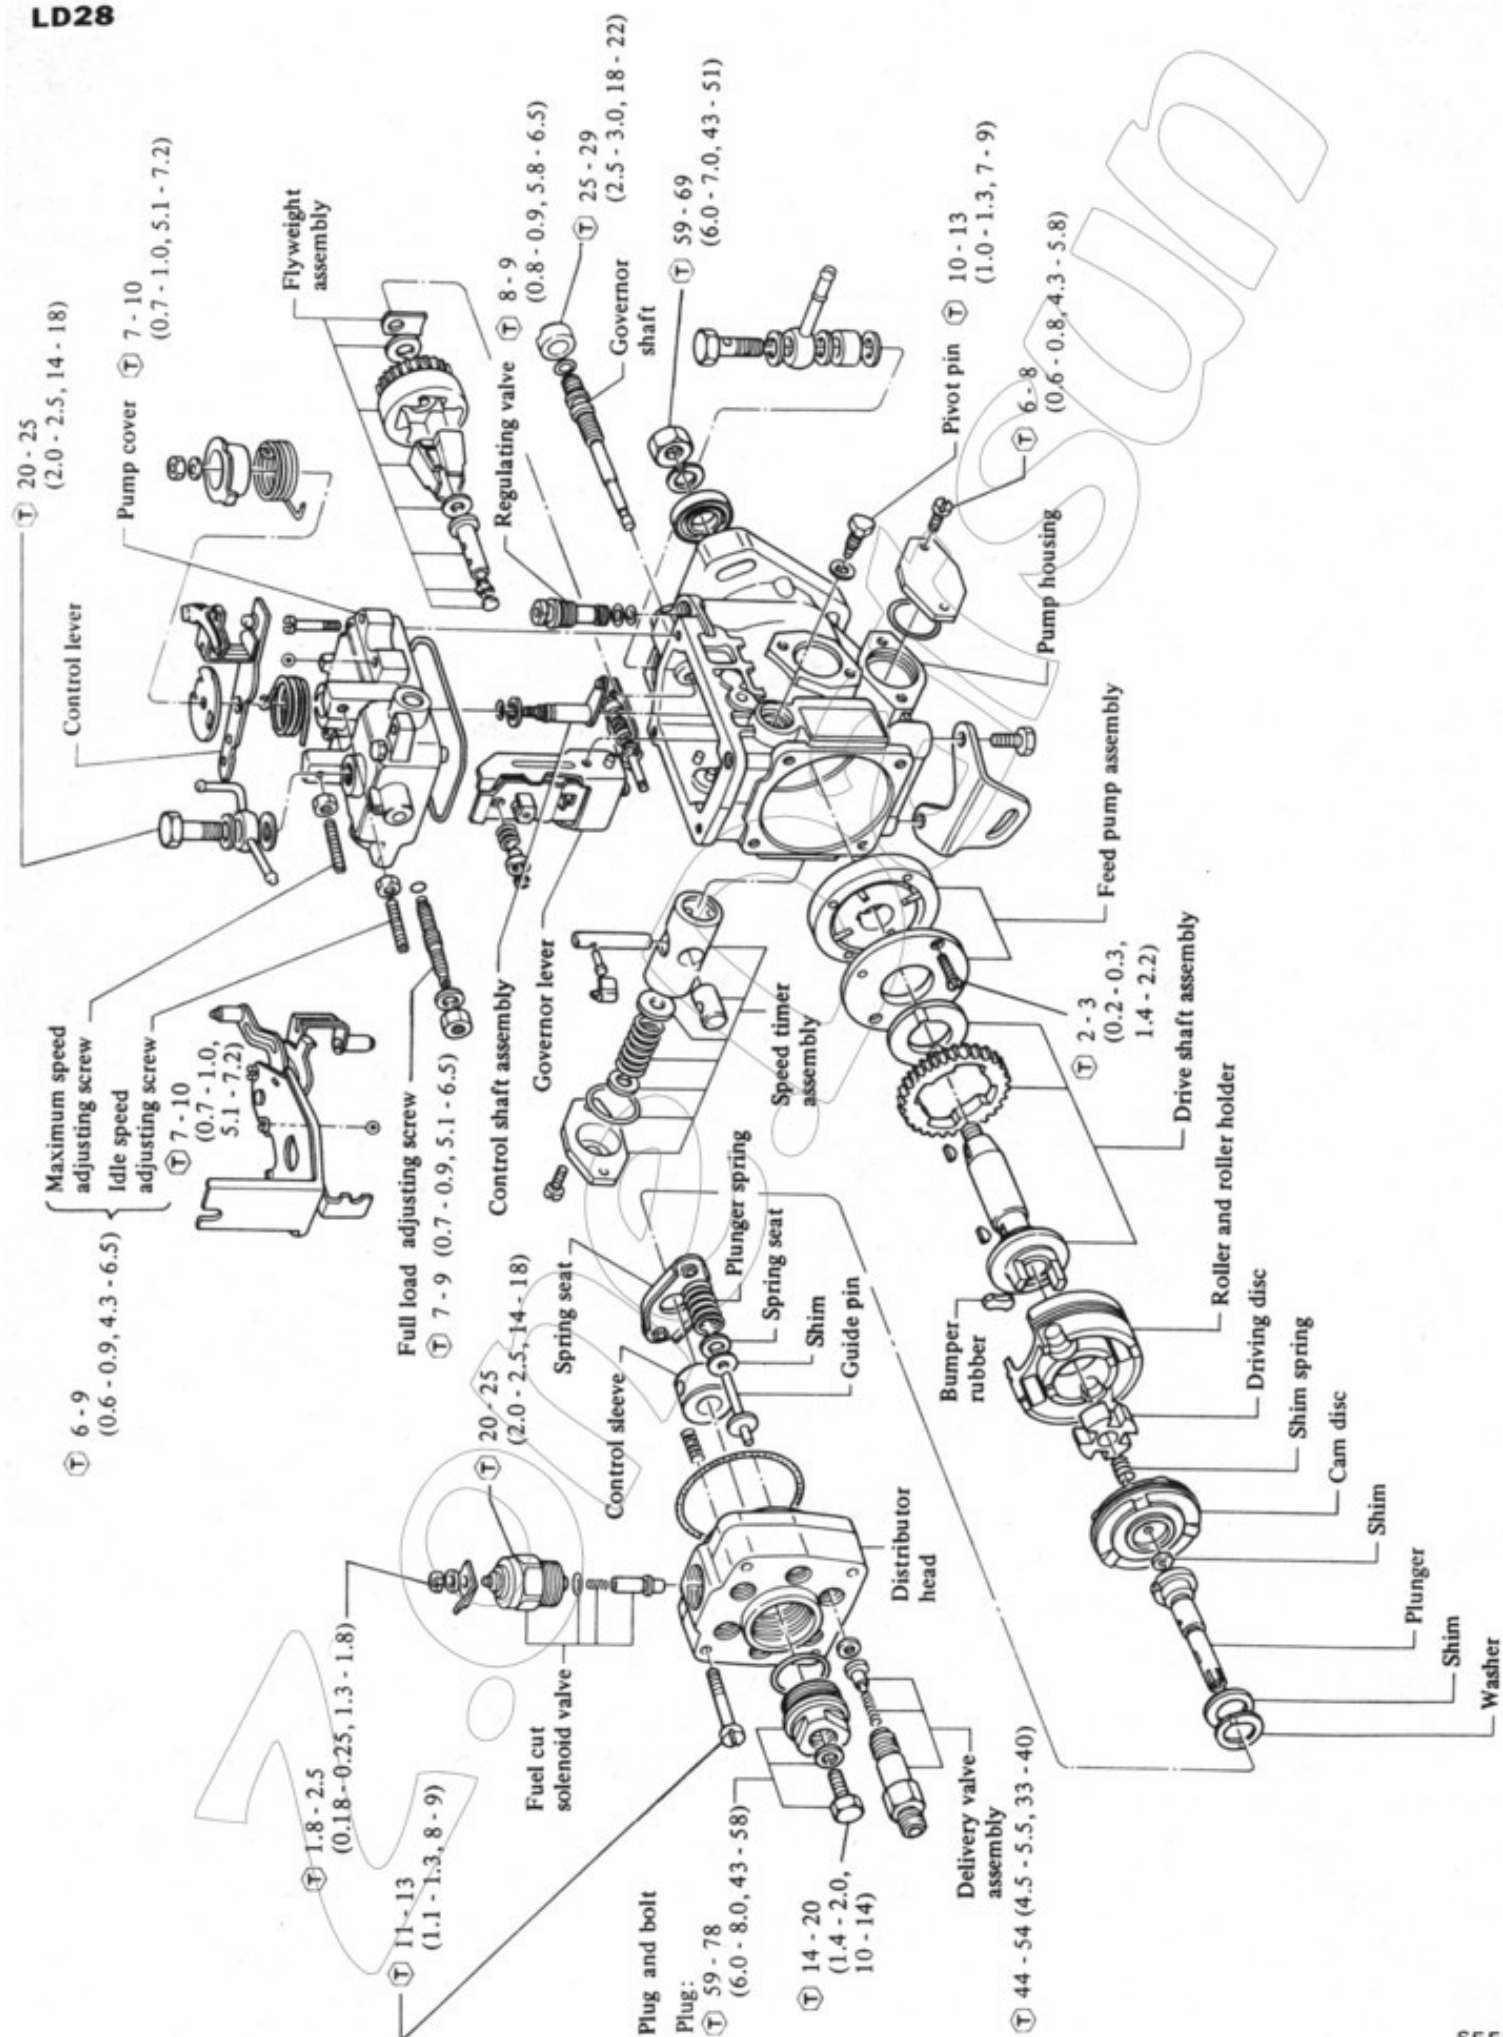 LD28
Ⓣ 20 - 25
(2.0 - 2.5, 14 - 18)
Control lever
Pump cover Ⓣ 7 - 10
(0.7 - 1.0, 5.1 - 7.2)
Flyweight
assembly
Regulating valve Ⓣ 8 - 9
(0.8 - 0.9, 5.8 - 6.5)
Ⓣ 25 - 29
(2.5 - 3.0, 18 - 22)
Governor
shaft
Ⓣ 59 - 69
(6.0 - 7.0, 43 - 51)
Pivot pin Ⓣ 10 - 13
(1.0 - 1.3, 7 - 9)
Ⓣ 6 - 8
(0.6 - 0.8, 4.3 - 5.8)
Pump housing
Ⓣ 6 - 9
(0.6 - 0.9, 4.3 - 6.5)
Maximum speed
adjusting screw
Idle speed
adjusting screw
Ⓣ 7 - 10
(0.7 - 1.0,
5.1 - 7.2)
Full load adjusting screw
Ⓣ 7 - 9 (0.7 - 0.9, 5.1 - 6.5)
Control shaft assembly
Governor lever
Speed timer
assembly
Feed pump assembly
Ⓣ 2 - 3
(0.2 - 0.3,
1.4 - 2.2)
Drive shaft assembly
Roller and roller holder
Bumper
rubber
Driving disc
Shim spring
Cam disc
Shim
Plunger
Shim
Washer
Ⓣ 1.8 - 2.5
(0.18 - 0.25, 1.3 - 1.8)
Ⓣ 11 - 13
(1.1 - 1.3, 8 - 9)
Ⓣ 20 - 25
(2.0 - 2.5, 14 - 18)
Fuel cut
solenoid valve
Spring seat
Control sleeve
Plunger spring
Spring seat
Shim
Guide pin
Distributor
head
Plug and bolt
Plug:
Ⓣ 59 - 78
(6.0 - 8.0, 43 - 58)
Ⓣ 14 - 20
(1.4 - 2.0,
10 - 14)
Delivery valve
assembly
Ⓣ 44 - 54 (4.5 - 5.5, 33 - 40)